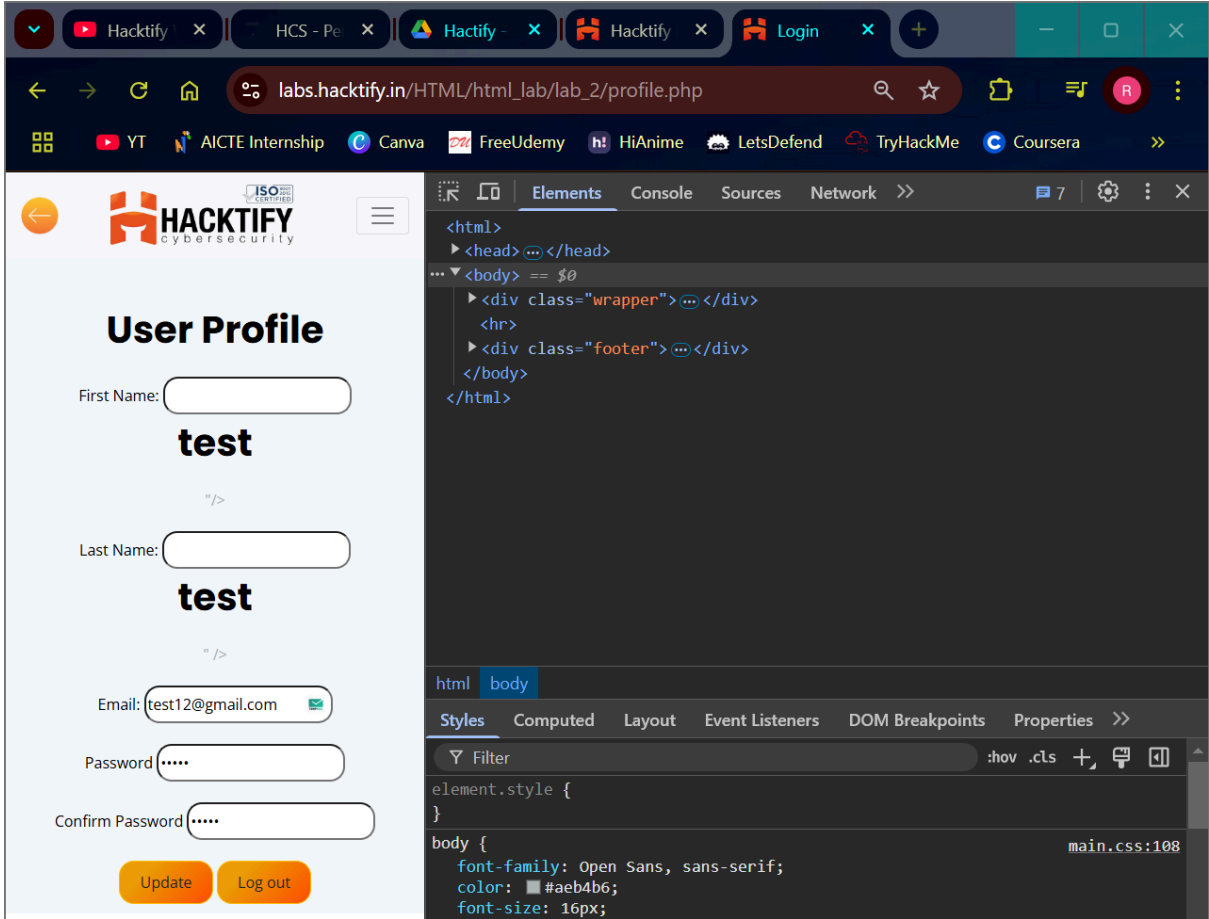 Hacktify
HCS - Pe
Hactify -
Hacktify
Login
labs.hacktify.in/HTML/html_lab/lab_2/profile.php
R
YT
AICTE Internship
Canva
DU FreeUdemy
h! HiAnime
LetsDefend
TryHackMe
Coursera
»
ISO
CERTIFIED
HACKTIFY
cybersecurity
User Profile
First Name:
test
"/>
Last Name:
test
" />
Email: test12@gmail.com
Password •••••
Confirm Password •••••
Update Log out
Elements Console Sources Network » 7
<html>
<head> … </head>
… <body> == $0
<div class="wrapper"> … </div>
<hr>
<div class="footer"> … </div>
</body>
</html>
html body
Styles Computed Layout Event Listeners DOM Breakpoints Properties »
Filter :hov .cls +
element.style {
}
body { main.css:108
font-family: Open Sans, sans-serif;
color: #aeb4b6;
font-size: 16px;